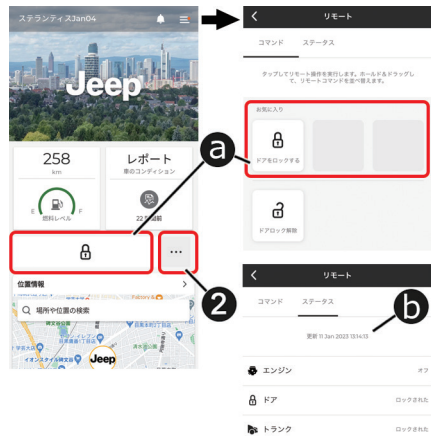 ステランティスJan04
Jeep
258
km
E
F
燃料レベル
レポート
車のコンディション
位置情報
場所や位置の検索
Jeep
a
2
リモート
コマンド
ステータス
タップしてリモート操作を実行します。ホールド&ドラッグし
て、リモートコマンドを並べ替えます。
お気に入り
ドアをロックする
ドアロック解除
リモート
コマンド
ステータス
b
更新 11 Jan 2023 13:14:13
エンジン
オフ
ドア
ロックされた
トランク
ロックされた